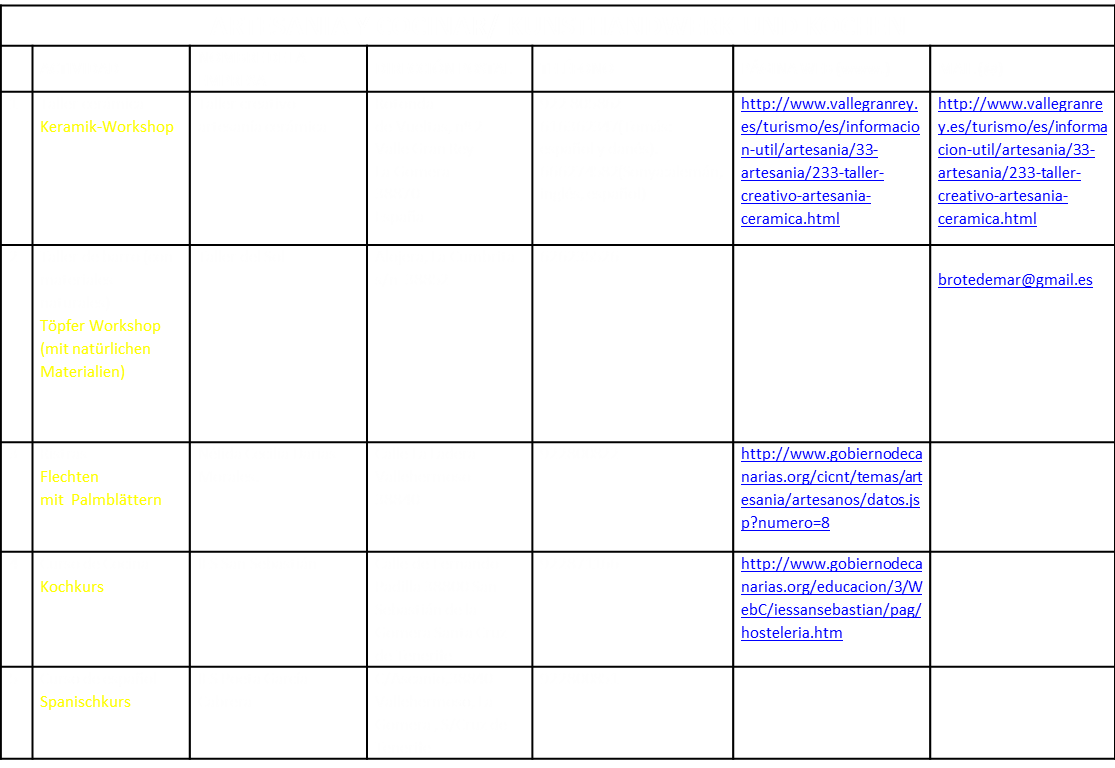 Keramik-Workshop
http://www.vallegranrey.
es/turismo/es/informacio
n-util/artesania/33-
artesania/233-taller-
creativo-artesania-
ceramica.html
http://www.vallegranre
y.es/turismo/es/informa
cion-util/artesania/33-
artesania/233-taller-
creativo-artesania-
ceramica.html
Töpfer Workshop
(mit natürlichen
Materialien)
brotedemar@gmail.es
Flechten
mit Palmblättern
http://www.gobiernodeca
narias.org/cicnt/temas/art
esania/artesanos/datos.js
p?numero=8
Kochkurs
http://www.gobiernodeca
narias.org/educacion/3/W
ebC/iessansebastian/pag/
hosteleria.htm
Spanischkurs